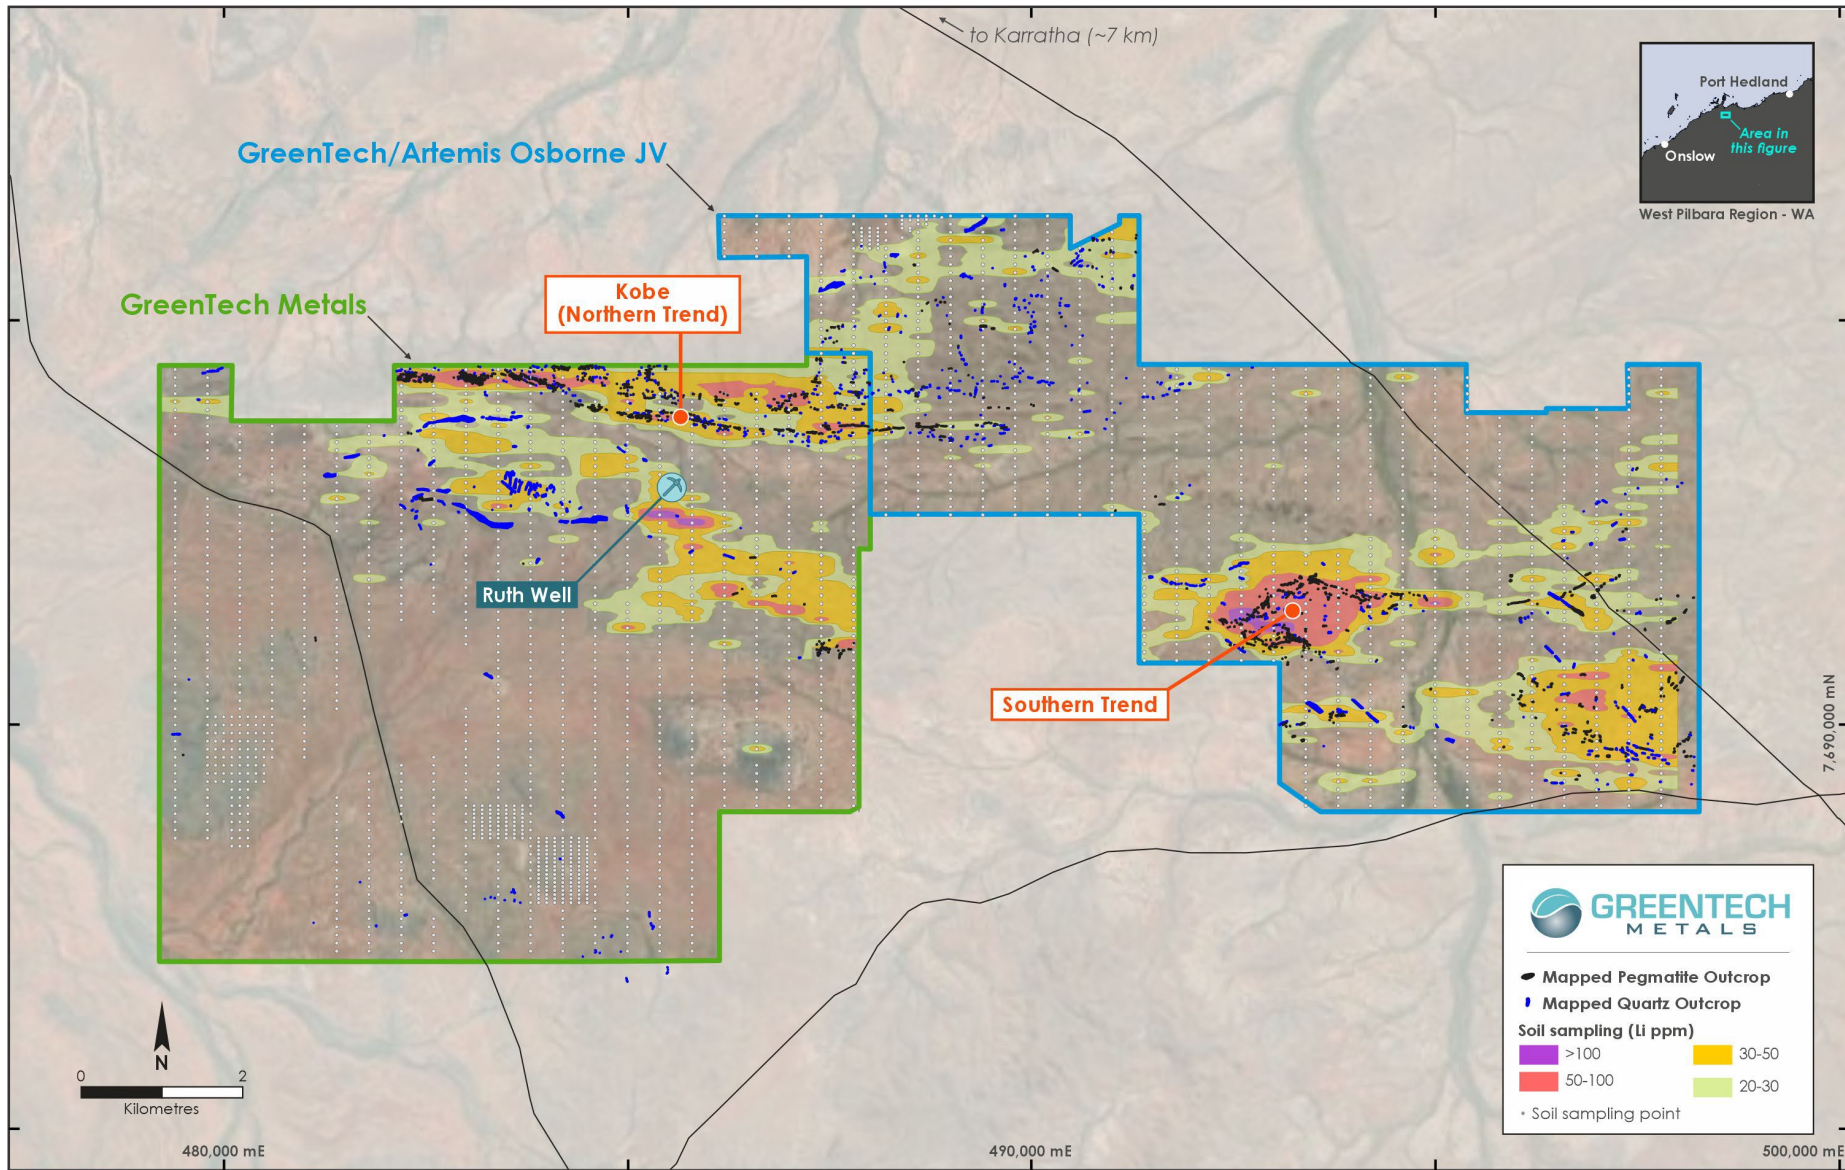 to Karratha (~7 km)
Port Hedland
Area in
this figure
Onslow
West Pilbara Region - WA
GreenTech/Artemis Osborne JV
GreenTech Metals
Kobe
(Northern Trend)
Ruth Well
Southern Trend
7,690,000 mN
GREENTECH
METALS
Mapped Pegmatite Outcrop
Mapped Quartz Outcrop
Soil sampling (Li ppm)
>100
30-50
50-100
20-30
Soil sampling point
N
0 2
Kilometres
480,000 mE
490,000 mE
500,000 mE